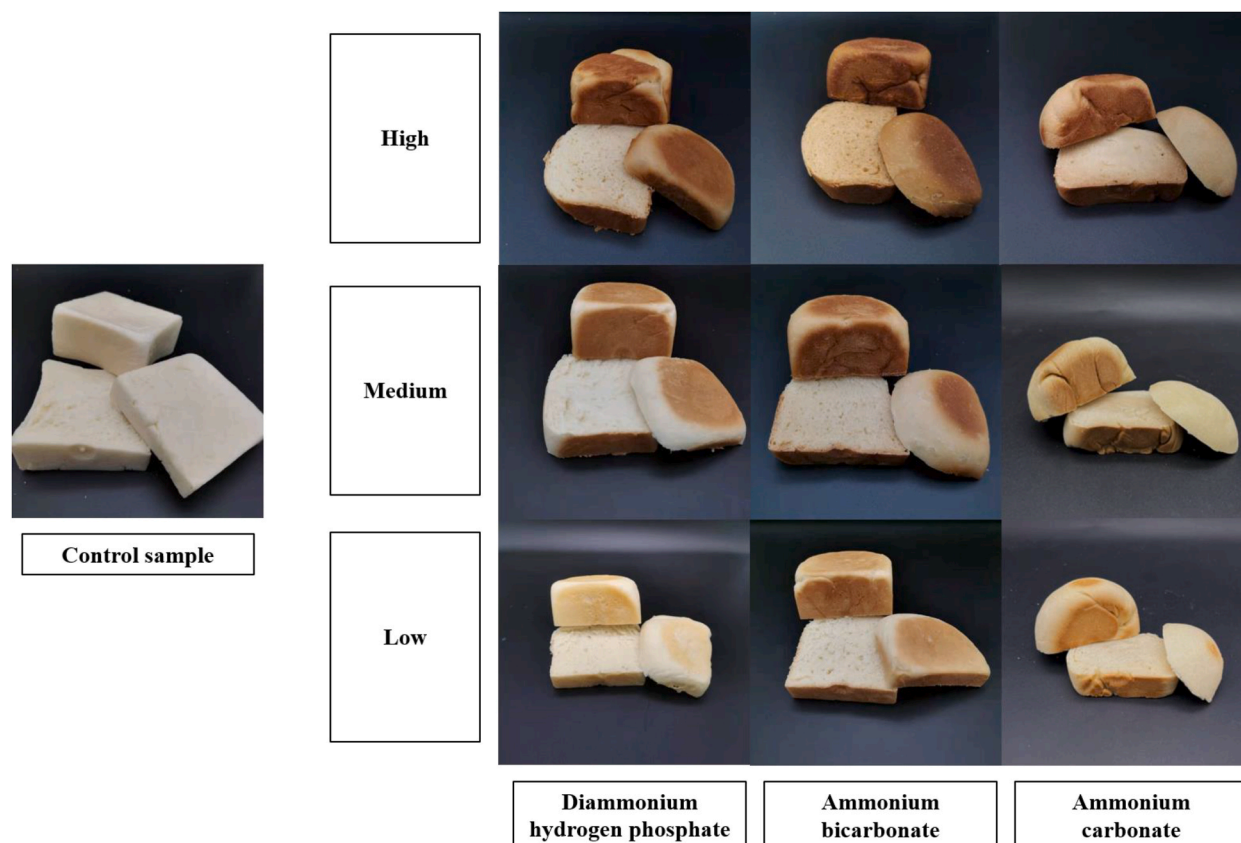 High
Medium
Control sample
Low
Diammonium
hydrogen phosphate
Ammonium
bicarbonate
Ammonium
carbonate